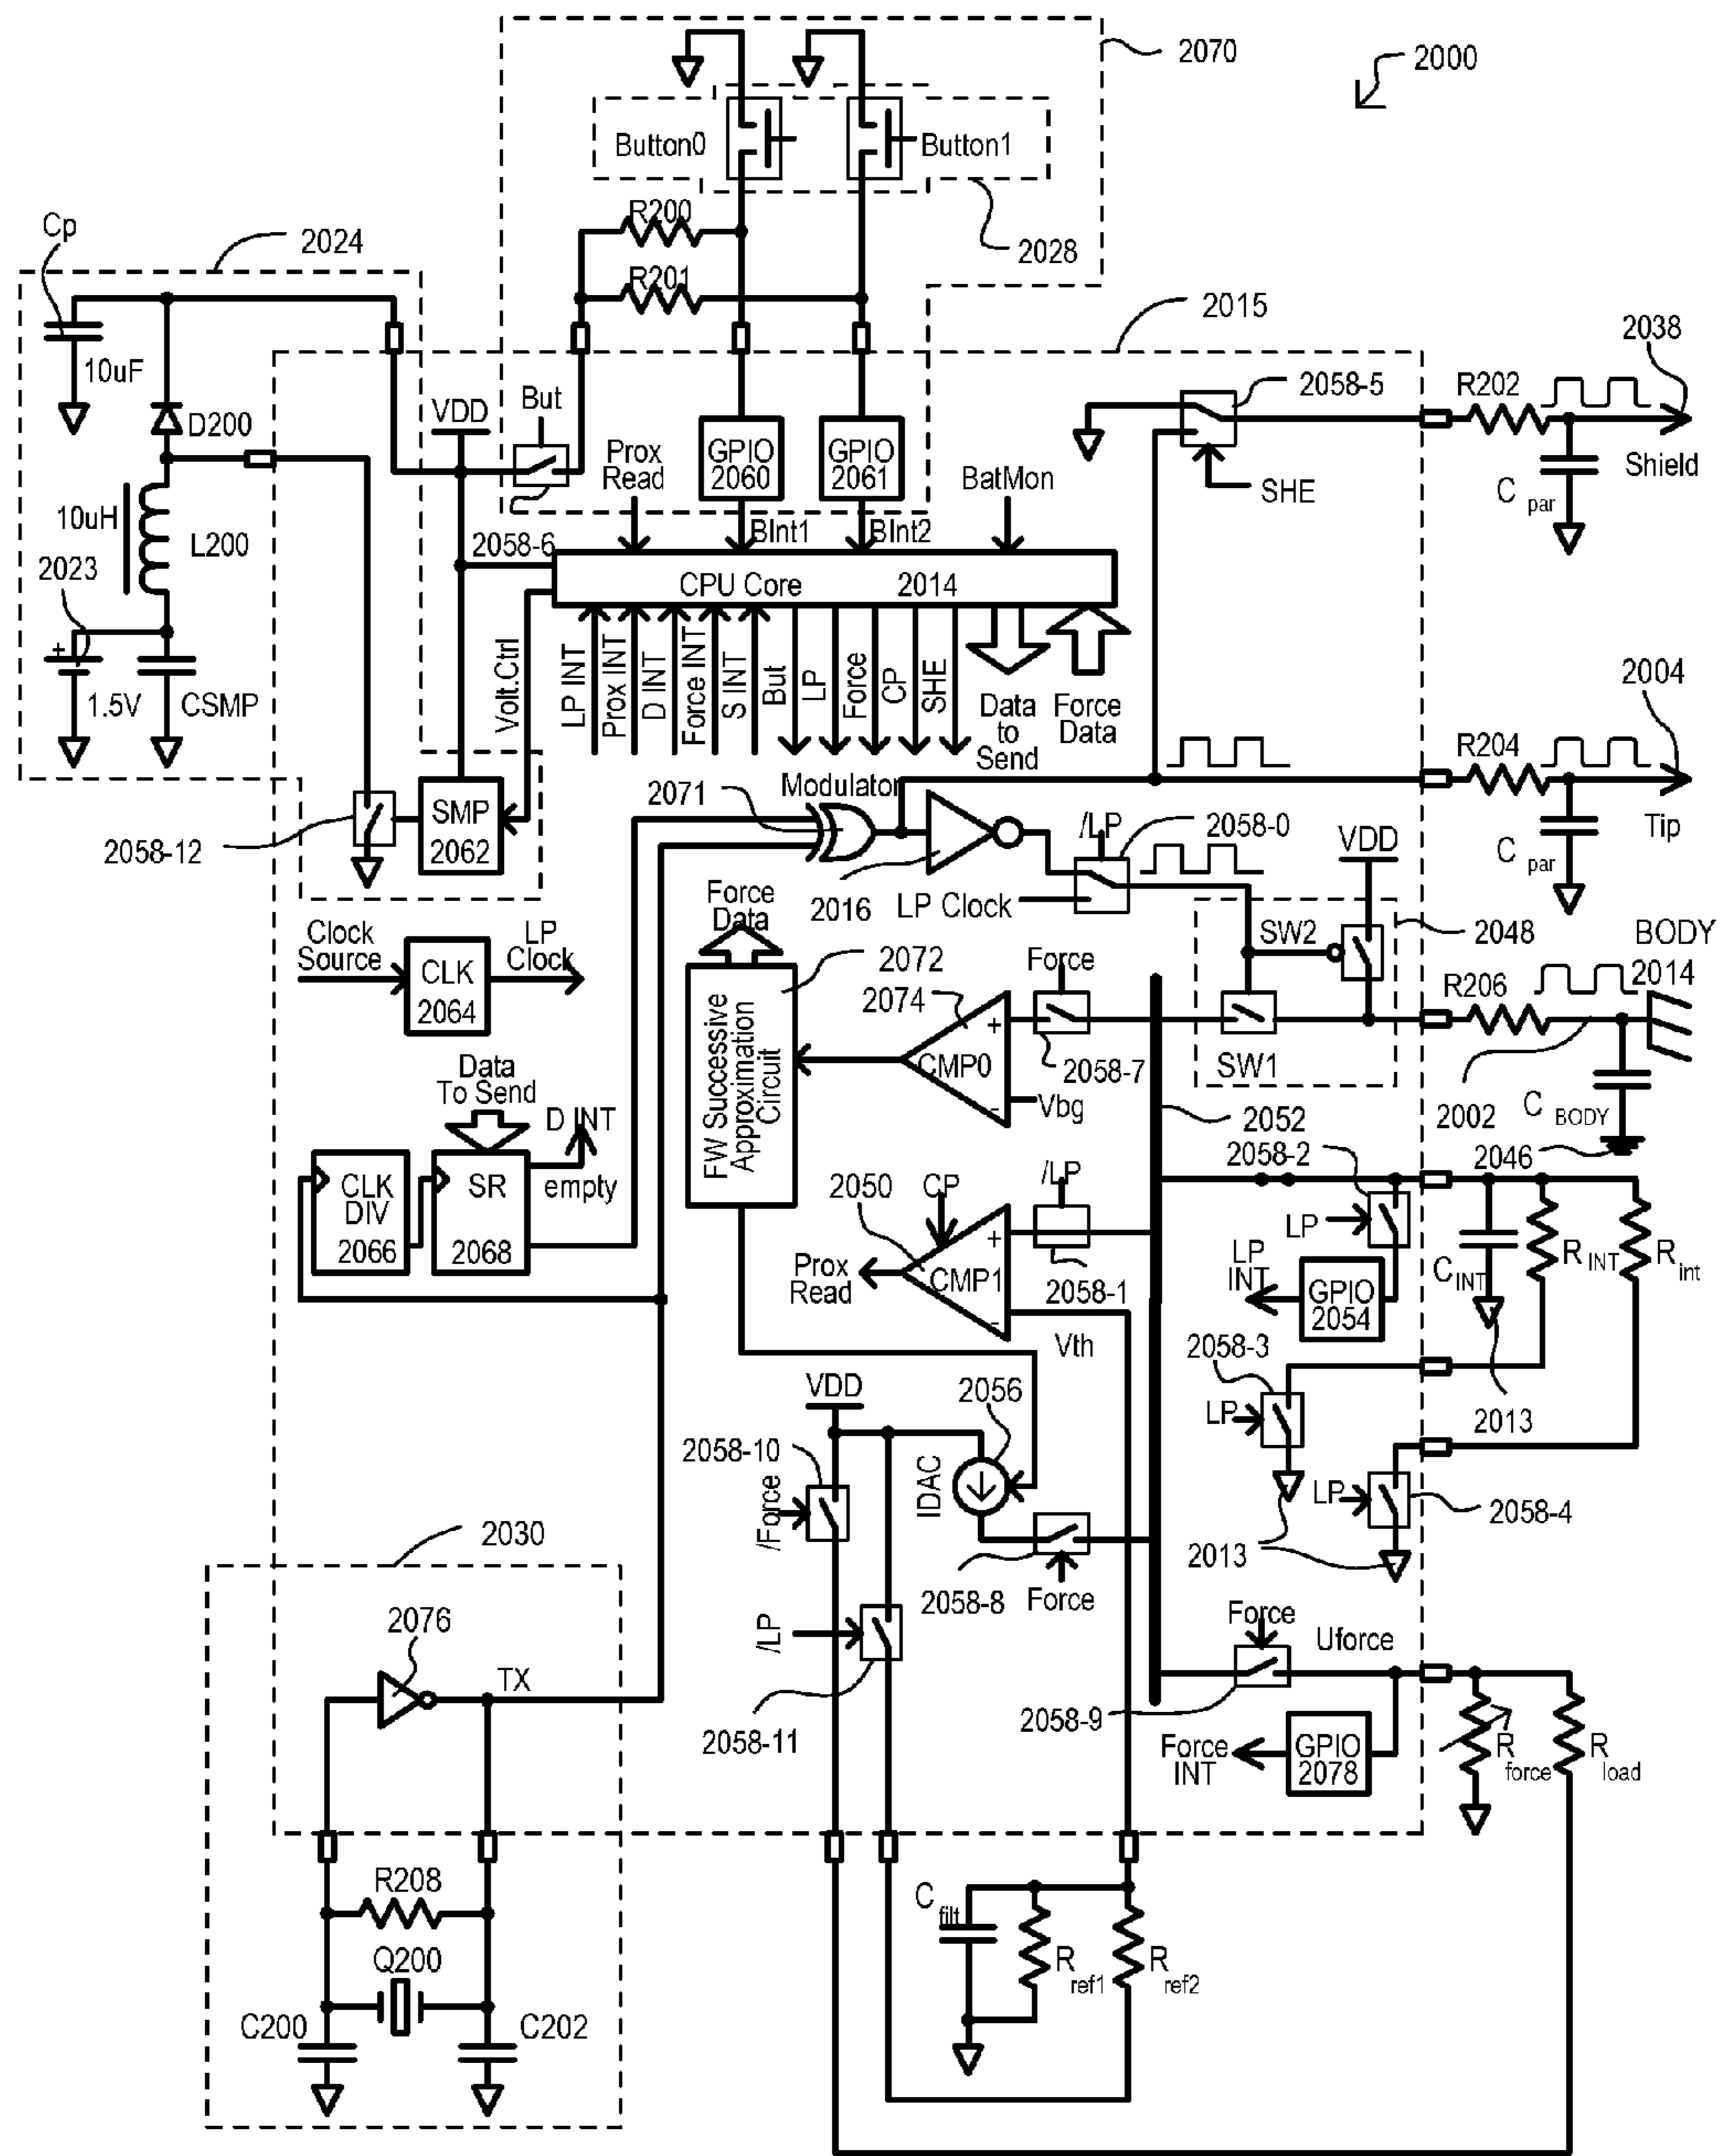 2070
2000
Button0
Button1
R200
2028
Cp
2024
R201
2015
2038
10uF
VDD
But
2058-5
R202
D200
Prox
Read
GPIO
2060
GPIO
2061
BatMon
SHE
Shield
C par
10uH
L200
2058-6
BInt1
BInt2
2023
CPU Core 2014
+
1.5V
CSMP
Volt.Ctrl
LP INT
Prox INT
D INT
Force INT
S INT
But
LP
Force
CP
SHE
Data
to
Send
Force
Data
2004
R204
Modulator
2071
SMP
2062
2058-12
Tip
C par
/LP
2058-0
VDD
2016
LP Clock
Force
Data
Clock
Source
CLK
2064
LP
Clock
2072
2074
Force
SW2
2048
BODY
2014
R206
FW Successive
Approximation
Circuit
+
CMP0
-
2058-7
Vbg
SW1
2052
2002
C BODY
Data
To Send
D INT
2058-2
2046
CLK
DIV
2066
SR
2068
empty
2050
CP
/LP
+
CMP1
-
Prox
Read
2058-1
Vth
LP
LP
INT
GPIO
2054
C INT
R INT
R int
2058-3
VDD
2056
LP
2013
2058-10
IDAC
/Force
LP
2058-4
2013
2030
2058-8
Force
2076
TX
/LP
2058-11
Force
Uforce
2058-9
Force
INT
GPIO
2078
R force
R load
R208
C filt
R ref1
R ref2
Q200
C200
C202